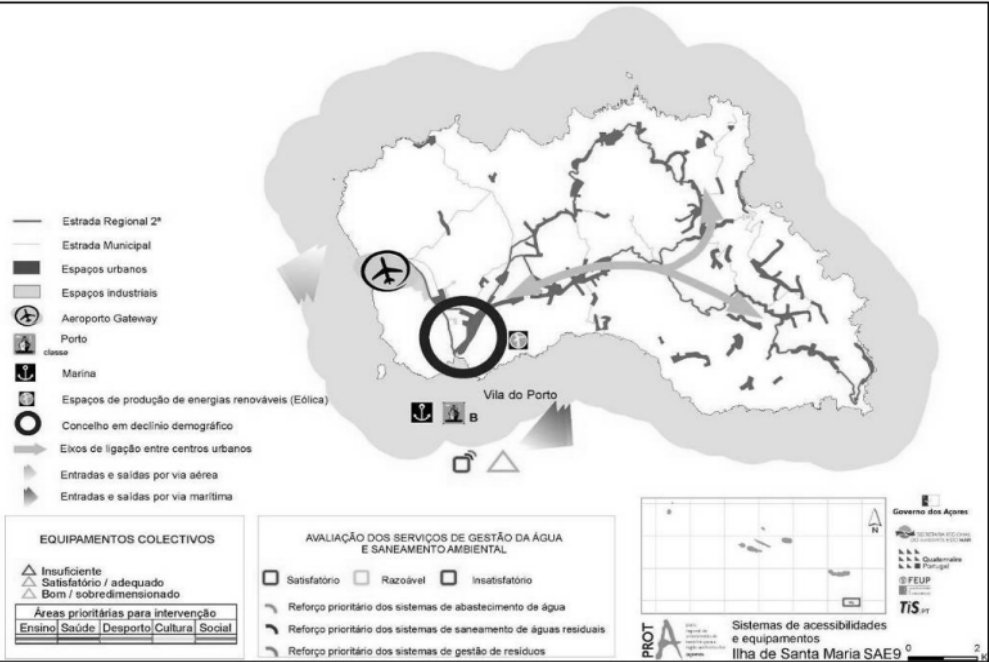 Estrada Regional 2ª
Estrada Municipal
Espaços urbanos
Espaços industriais
Aeroporto Gateway
Porto
classe
Marina
Espaços de produção de energias renováveis (Eólica)
Concelho em declínio demográfico
Eixos de ligação entre centros urbanos
Entradas e saídas por via aérea
Entradas e saídas por via marítima
Vila do Porto
B
EQUIPAMENTOS COLECTIVOS
Insuficiente
Satisfatório / adequado
Bom / sobredimensionado
Áreas prioritárias para intervenção
Ensino Saúde Desporto Cultura Social
AVALIAÇÃO DOS SERVIÇOS DE GESTÃO DA ÁGUA
E SANEAMENTO AMBIENTAL
Satisfatório Razoável Insatisfatório
Reforço prioritário dos sistemas de abastecimento de água
Reforço prioritário dos sistemas de saneamento de águas residuais
Reforço prioritário dos sistemas de gestão de resíduos
N
Governo dos Açores
Quaternaire
Portugal
FEUP
TiS.PT
PROT A
Sistemas de acessibilidades
e equipamentos
Ilha de Santa Maria SAE9
0 2
K